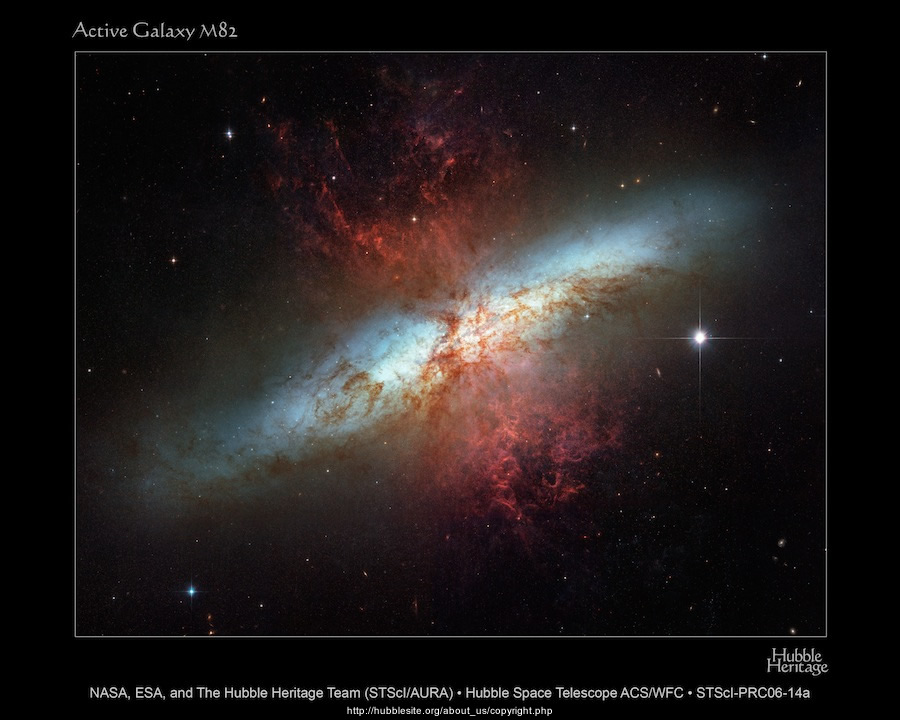 Active Galaxy M82
Hubble
Heritage
NASA, ESA, and The Hubble Heritage Team (STScI/AURA) • Hubble Space Telescope ACS/WFC • STScI-PRC06-14a
http://hubblesite.org/about_us/copyright.php